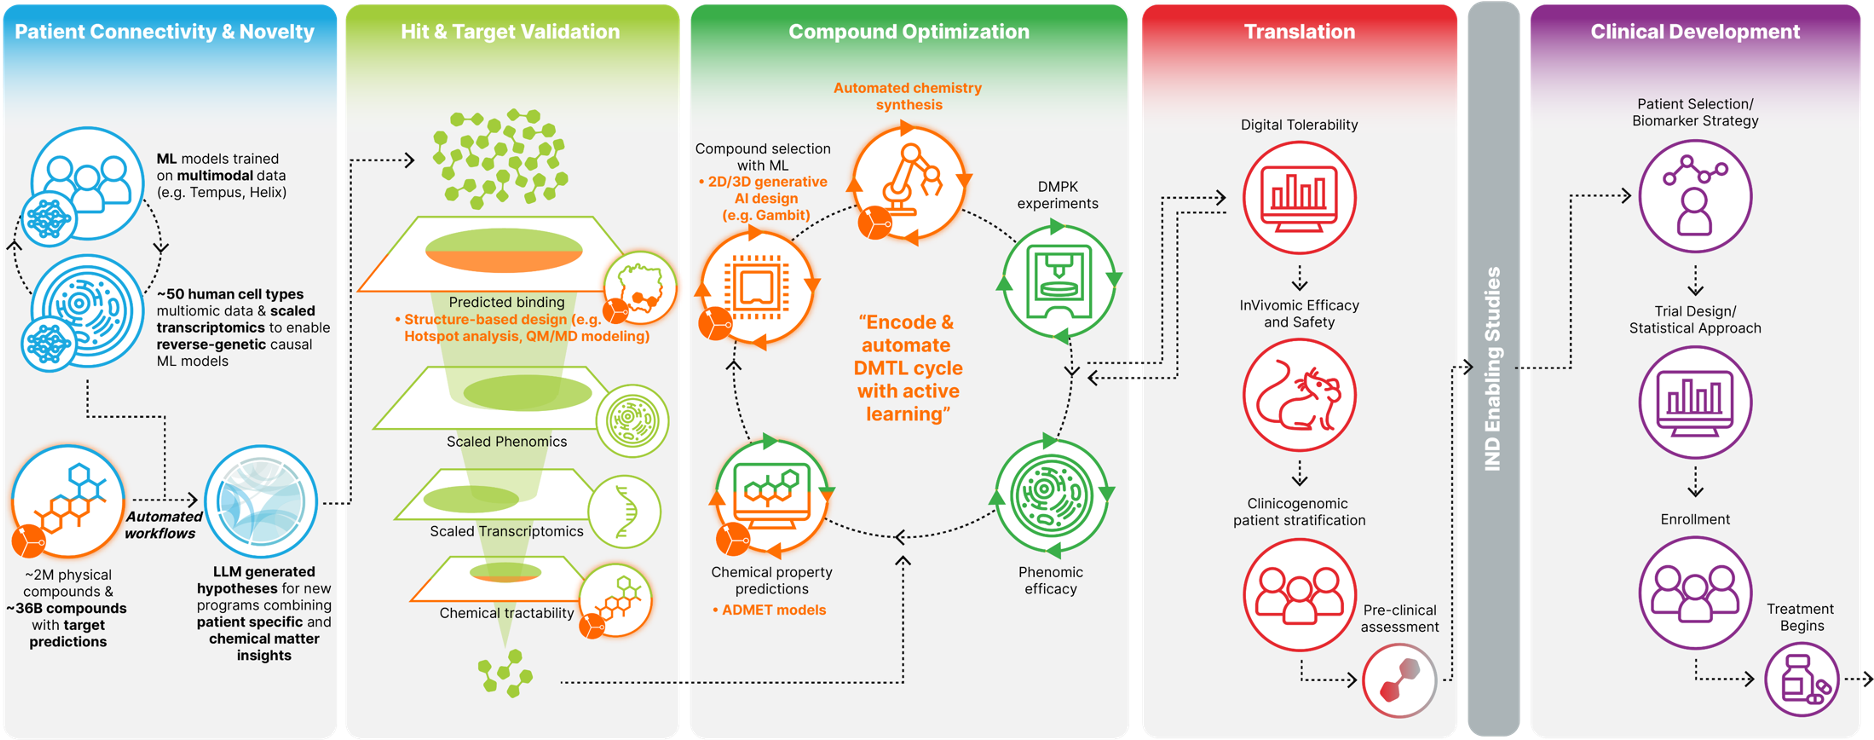 Patient Connectivity & Novelty
ML models trained
on multimodal data
(e.g. Tempus, Helix)
~50 human cell types
multiomic data & scaled
transcriptomics to enable
reverse-genetic causal
ML models
Automated
workflows
~2M physical
compounds &
~36B compounds
with target
predictions
LLM generated
hypotheses for new
programs combining
patient specific and
chemical matter
insights
Hit & Target Validation
Predicted binding
• Structure-based design (e.g.
Hotspot analysis, QM/MD modeling)
Scaled Phenomics
Scaled Transcriptomics
Chemical tractability
Compound Optimization
Automated chemistry
synthesis
Compound selection
with ML
• 2D/3D generative
AI design
(e.g. Gambit)
DMPK
experiments
“Encode &
automate
DMTL cycle
with active
learning”
Chemical property
predictions
• ADMET models
Phenomic
efficacy
Translation
Digital Tolerability
InVivomic Efficacy
and Safety
Clinicogenomic
patient stratification
Pre-clinical
assessment
IND Enabling Studies
Clinical Development
Patient Selection/
Biomarker Strategy
Trial Design/
Statistical Approach
Enrollment
Treatment
Begins